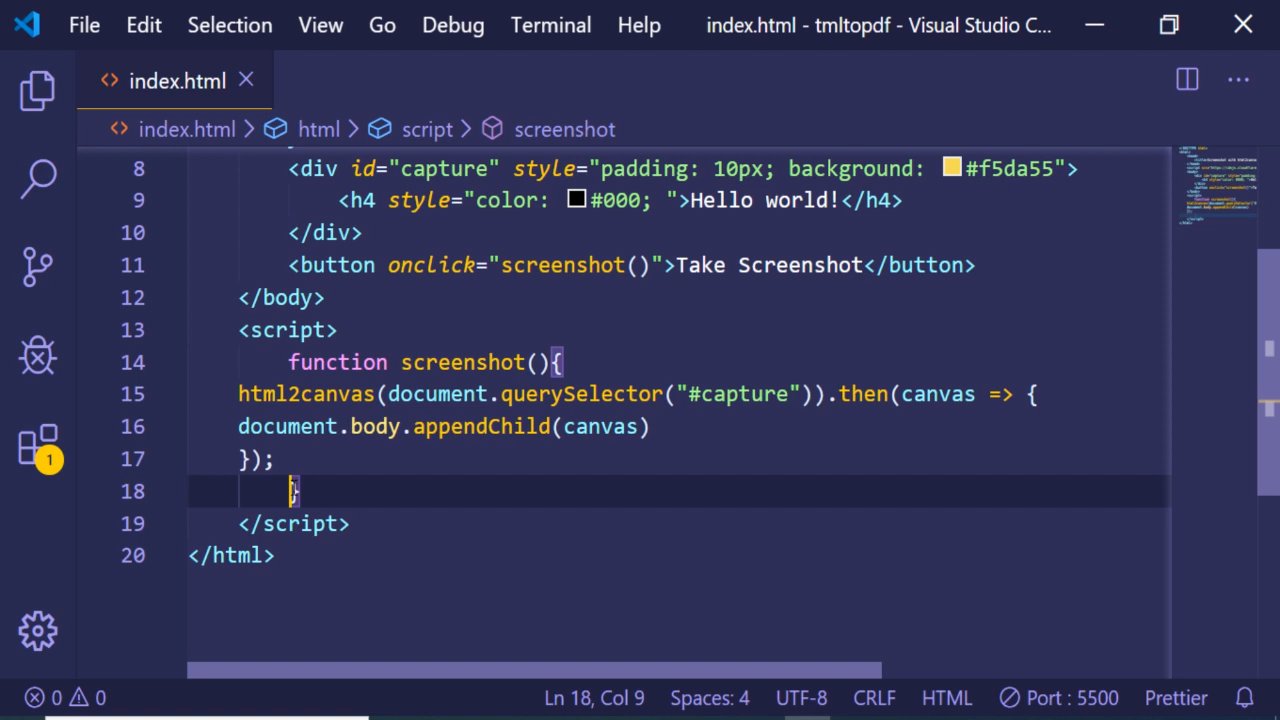 File Edit Selection View Go Debug Terminal Help index.html - tmltopdf - Visual Studio C...
index.html
index.html html script screenshot
8 <div id="capture" style="padding: 10px; background: #f5da55">
9 <h4 style="color: #000; ">Hello world!</h4>
10 </div>
11 <button onclick="screenshot()">Take Screenshot</button>
12 </body>
13 <script>
14 function screenshot(){
15 html2canvas(document.querySelector("#capture")).then(canvas => {
16 document.body.appendChild(canvas)
17 });
18 }
19 </script>
20 </html>
1
0 0 Ln 18, Col 9 Spaces: 4 UTF-8 CRLF HTML Port : 5500 Prettier